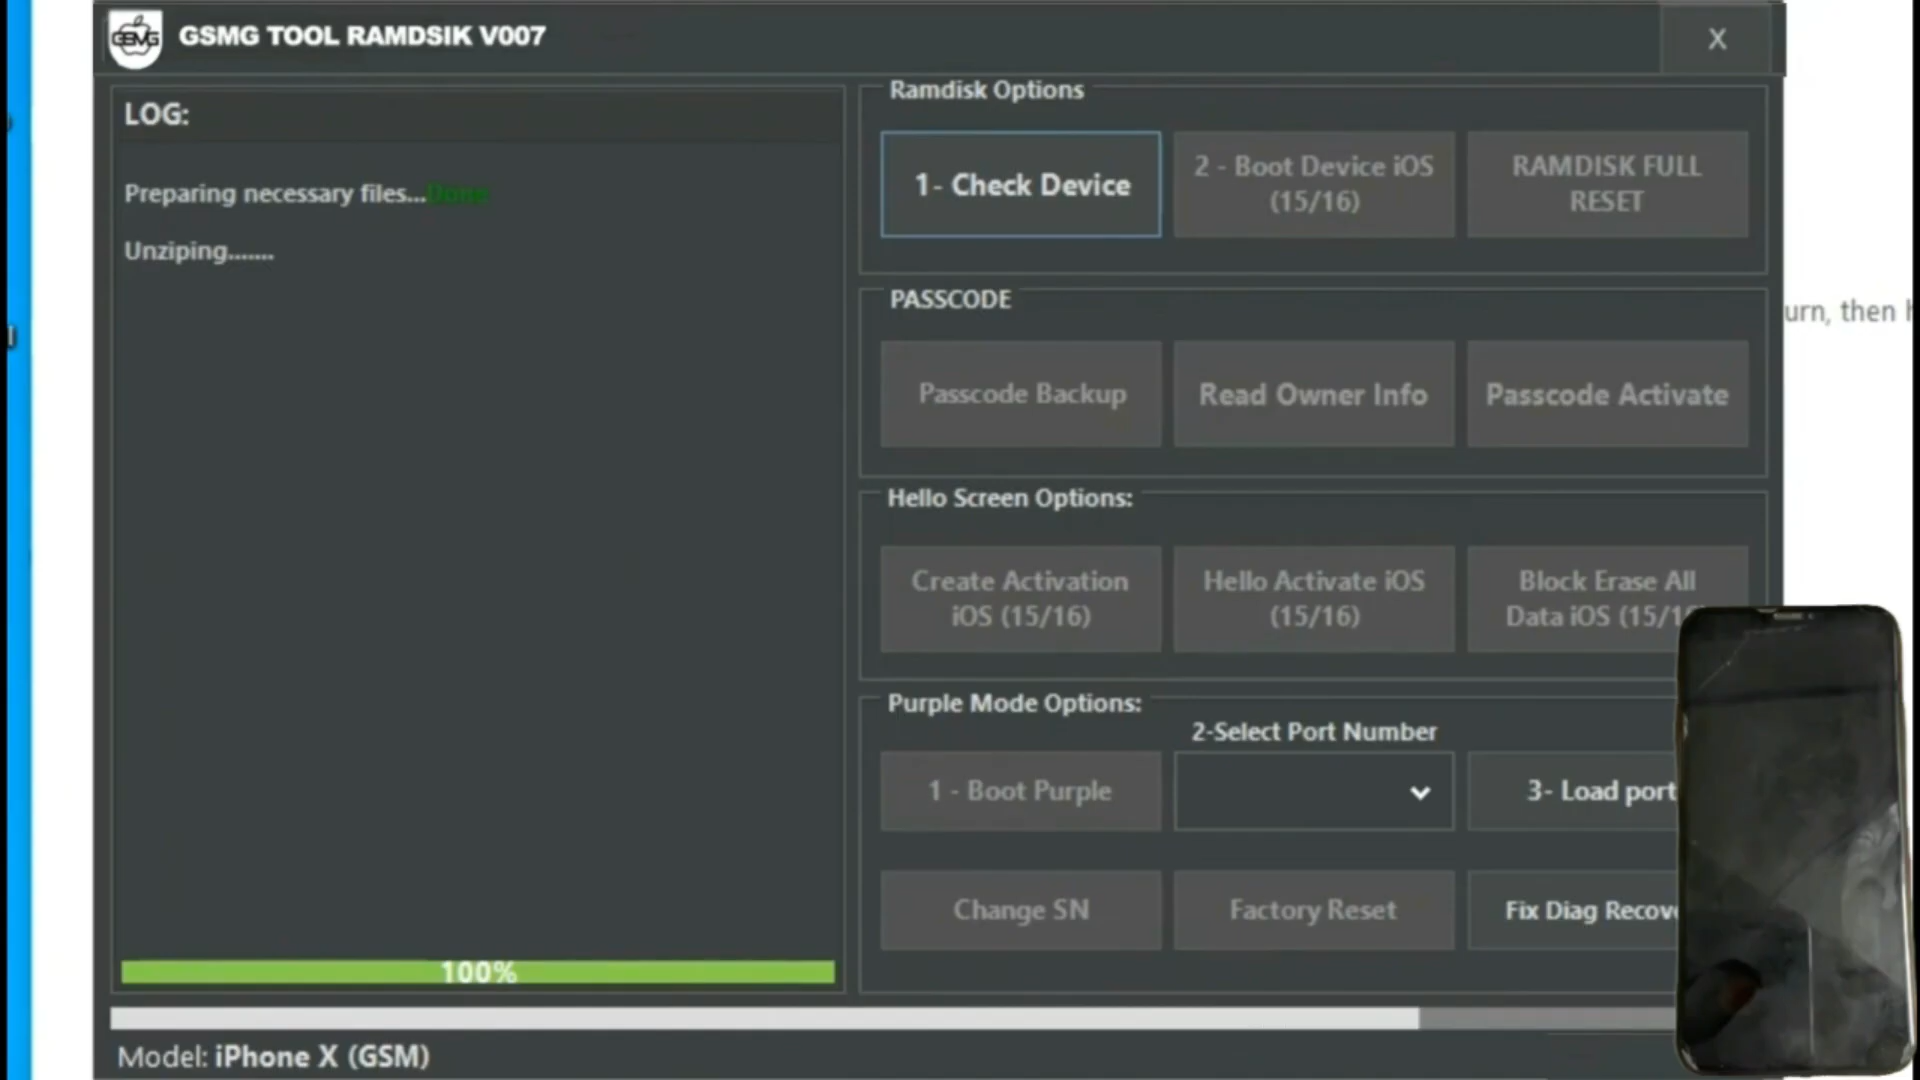 GSMG
GSMG TOOL RAMDSIK V007
X
LOG:
Preparing necessary files...Done
Unziping.......
100%
Ramdisk Options
1- Check Device
2 - Boot Device iOS
(15/16)
RAMDISK FULL
RESET
PASSCODE
Passcode Backup
Read Owner Info
Passcode Activate
Hello Screen Options:
Create Activation
iOS (15/16)
Hello Activate iOS
(15/16)
Block Erase All
Data iOS (15/16
Purple Mode Options:
2-Select Port Number
1 - Boot Purple
3- Load port
Change SN
Factory Reset
Fix Diag Recov
Model: iPhone X (GSM)
urn, then